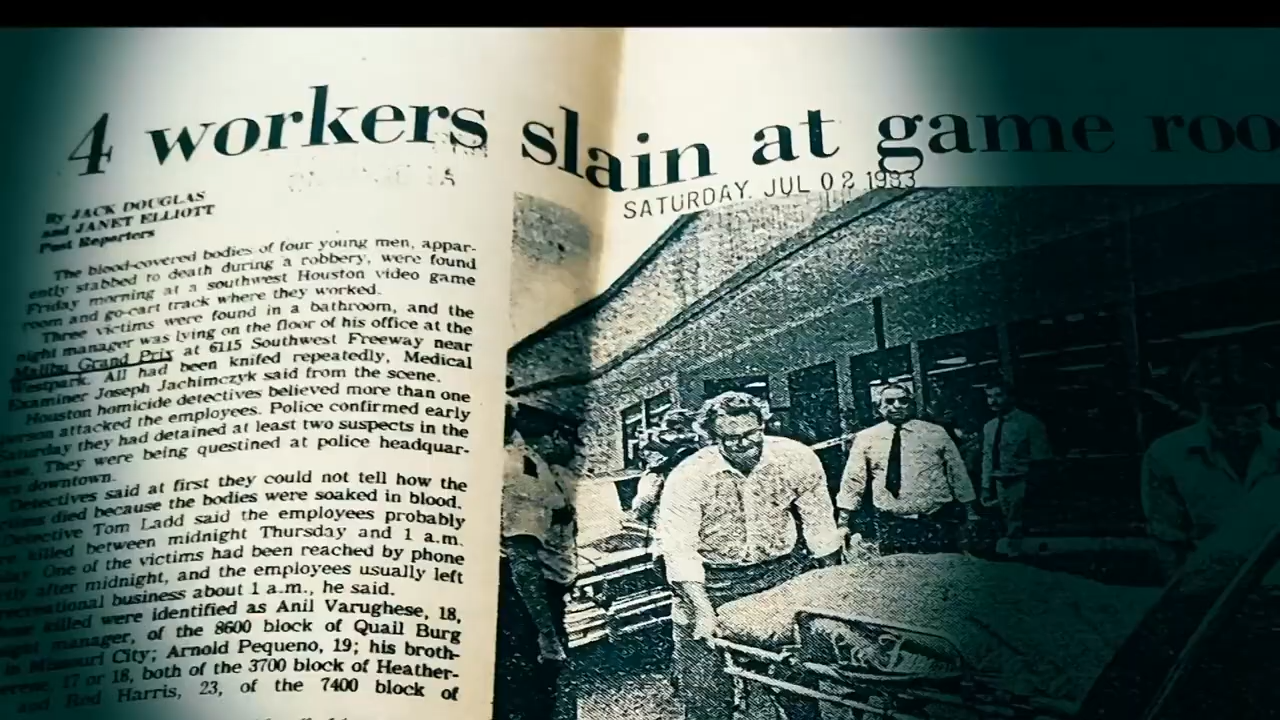 4 workers slain at game roo
SATURDAY. JUL 02 1983
By JACK DOUGLAS
and JANET ELLIOTT
Post Reporters
The blood-covered bodies of four young men, appar-
ently stabbed to death during a robbery, were found
Friday morning at a southwest Houston video game
room and go-cart track where they worked.
Three victims were found in a bathroom, and the
night manager was lying on the floor of his office at the
Malibu Grand Prix at 6115 Southwest Freeway near
Westpark. All had been knifed repeatedly, Medical
Examiner Joseph Jachimczyk said from the scene.
Houston homicide detectives believed more than one
person attacked the employees. Police confirmed early
Saturday they had detained at least two suspects in the
They were being questined at police headquar-
downtown.
Detectives said at first they could not tell how the
died because the bodies were soaked in blood.
Detective Tom Ladd said the employees probably
killed between midnight Thursday and 1 a.m.
One of the victims had been reached by phone
after midnight, and the employees usually left
recreational business about 1 a.m., he said.
killed were identified as Anil Varughese, 18,
manager, of the 8600 block of Quail Burg
in Missouri City; Arnold Pequeno, 19; his broth-
17 or 18, both of the 3700 block of Heather-
and Rod Harris, 23, of the 7400 block of